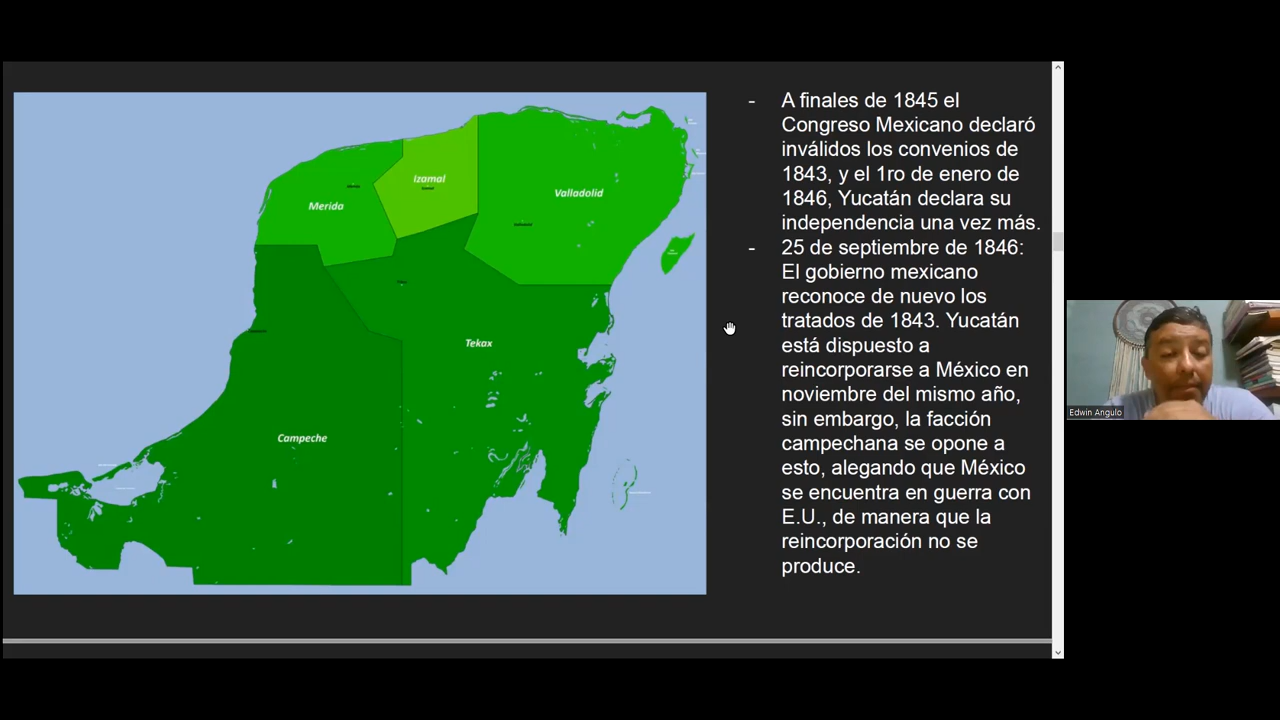 Izamal
Merida
Valladolid
Tekax
Campeche
- A finales de 1845 el
Congreso Mexicano declaró
inválidos los convenios de
1843, y el 1ro de enero de
1846, Yucatán declara su
independencia una vez más.
- 25 de septiembre de 1846:
El gobierno mexicano
reconoce de nuevo los
tratados de 1843. Yucatán
está dispuesto a
reincorporarse a México en
noviembre del mismo año,
sin embargo, la facción
campechana se opone a
esto, alegando que México
se encuentra en guerra con
E.U., de manera que la
reincorporación no se
produce.
Edwin Angulo